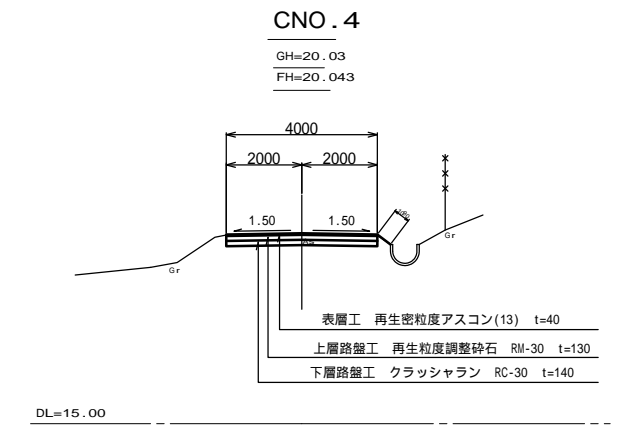 CNO.4
GH=20.03
FH=20.043
4000
2000 2000
1.50 1.50
Gr
Gr
表層工 再生密粒度アスコン(13) t=40
上層路盤工 再生粒度調整砕石 RM-30 t=130
下層路盤工 クラッシャラン RC-30 t=140
DL=15.00